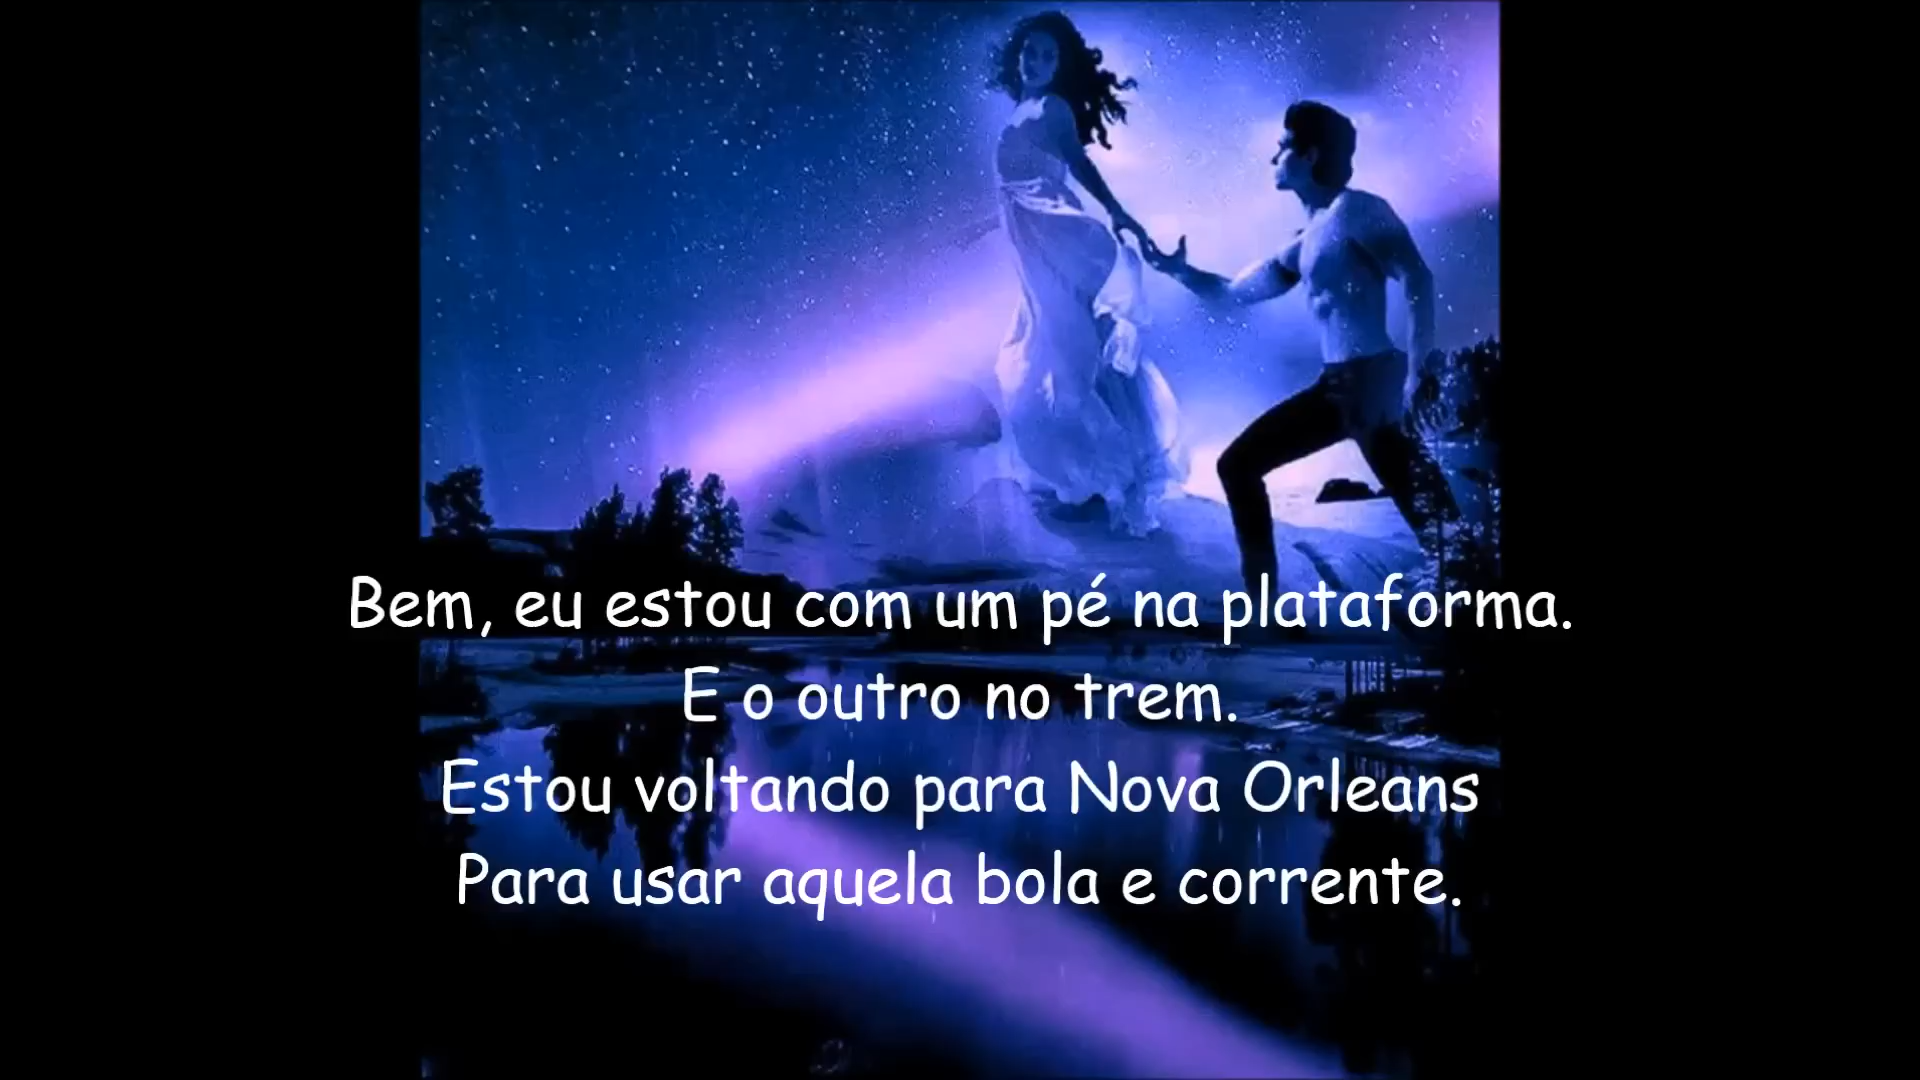 Bem, eu estou com um pé na plataforma.
E o outro no trem.
Estou voltando para Nova Orleans
Para usar aquela bola e corrente.